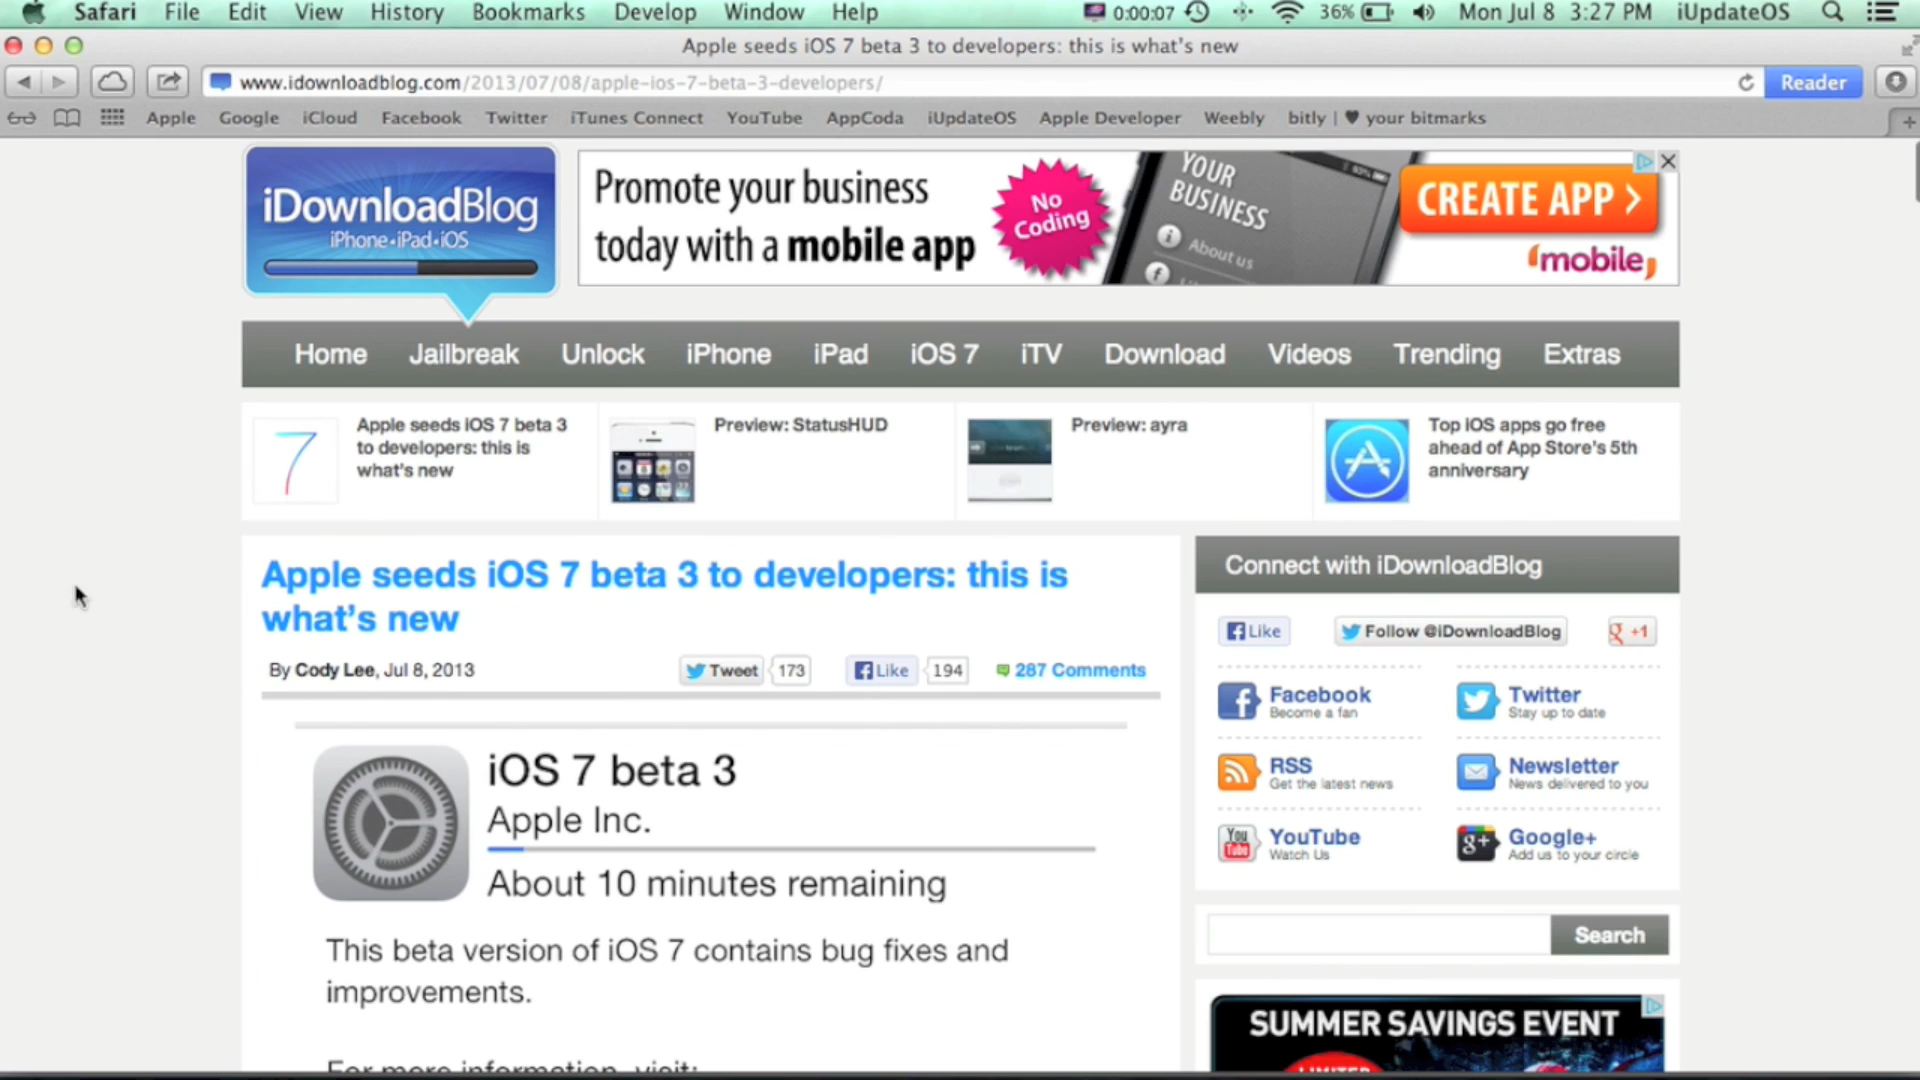 Safari File Edit View History Bookmarks Develop Window Help 0:00:07 36% Mon Jul 8 3:27 PM iUpdateOS
Apple seeds iOS 7 beta 3 to developers: this is what's new
www.idownloadblog.com/2013/07/08/apple-ios-7-beta-3-developers/ Reader
Apple Google iCloud Facebook Twitter iTunes Connect YouTube AppCoda iUpdateOS Apple Developer Weebly bitly | ♥ your bitmarks
iDownloadBlog
iPhone•iPad•iOS
Promote your business
today with a mobile app
No
Coding
YOUR
BUSINESS
About us
CREATE APP >
mobile
Home Jailbreak Unlock iPhone iPad iOS 7 iTV Download Videos Trending Extras
7
Apple seeds iOS 7 beta 3
to developers: this is
what's new
Preview: StatusHUD
Preview: ayra
Top iOS apps go free
ahead of App Store's 5th
anniversary
Apple seeds iOS 7 beta 3 to developers: this is
what's new
By Cody Lee, Jul 8, 2013 Tweet 173 Like 194 287 Comments
iOS 7 beta 3
Apple Inc.
About 10 minutes remaining
This beta version of iOS 7 contains bug fixes and
improvements.
For more information, visit:
Connect with iDownloadBlog
Like Follow @iDownloadBlog +1
Facebook
Become a fan
Twitter
Stay up to date
RSS
Get the latest news
Newsletter
News delivered to you
You
Tube
YouTube
Watch Us
g+
Google+
Add us to your circle
Search
SUMMER SAVINGS EVENT
LIMITED